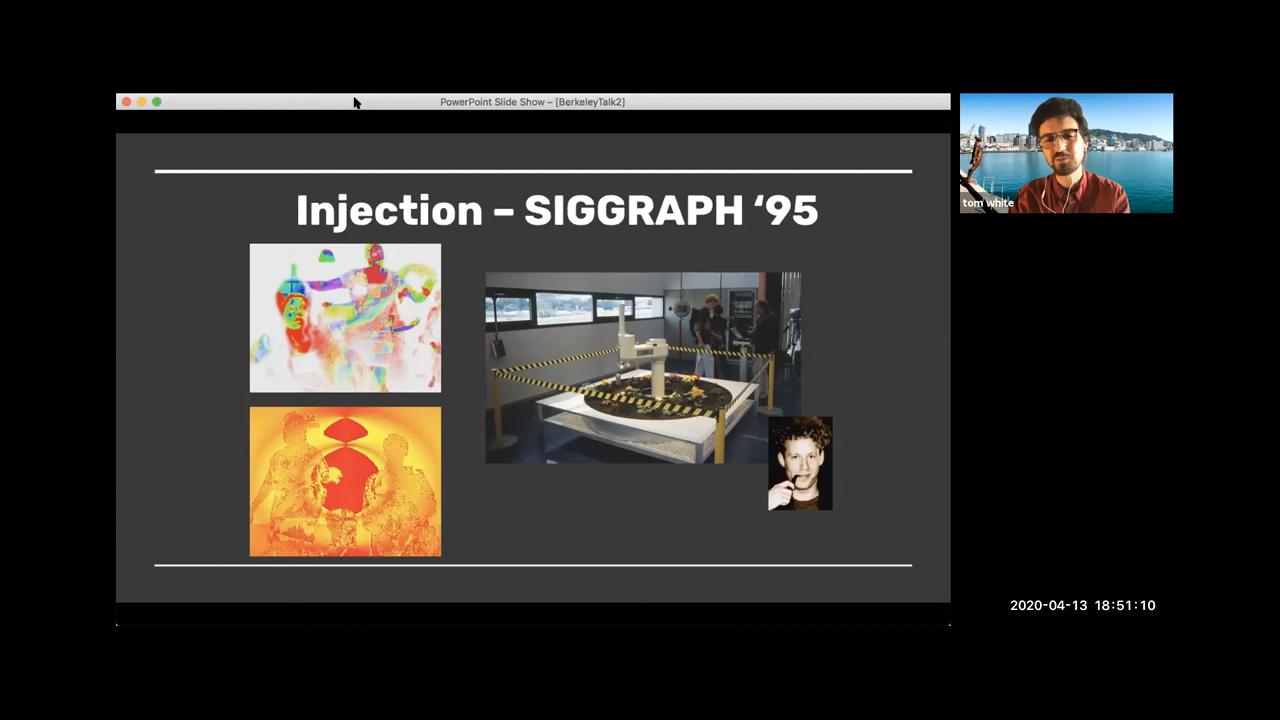 PowerPoint Slide Show – [BerkeleyTalk2]
Injection – SIGGRAPH ‘95
tom white
2020-04-13 18:51:10